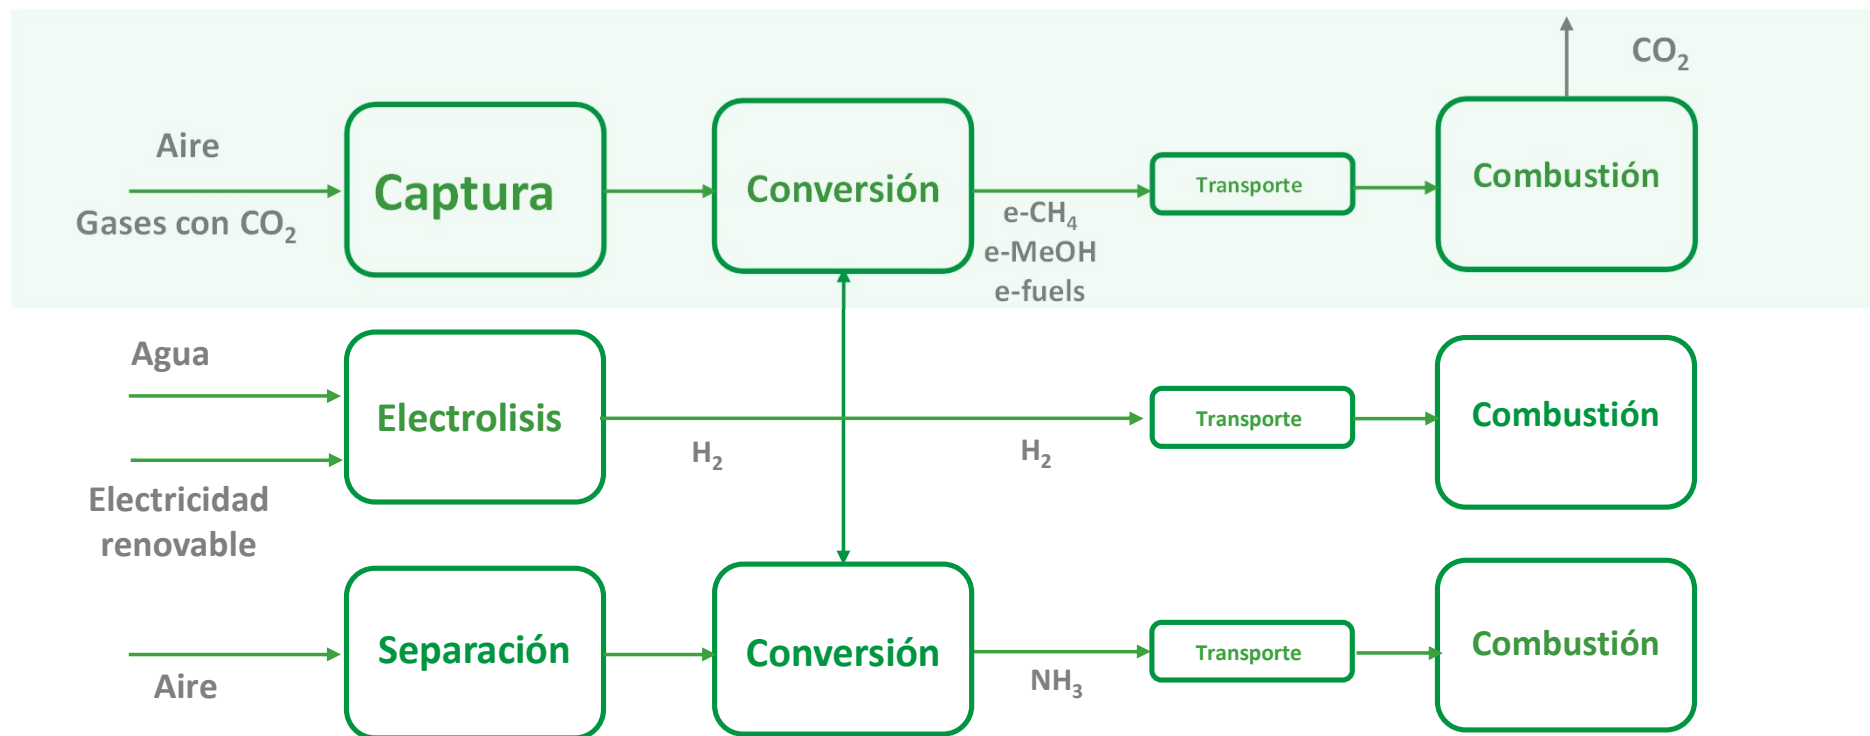 CO₂
Aire
Gases con CO₂
Captura
Conversión
e-CH₄
e-MeOH
e-fuels
Transporte
Combustión
Agua
Electricidad
renovable
Electrolisis
H₂
H₂
Transporte
Combustión
Aire
Separación
Conversión
NH₃
Transporte
Combustión